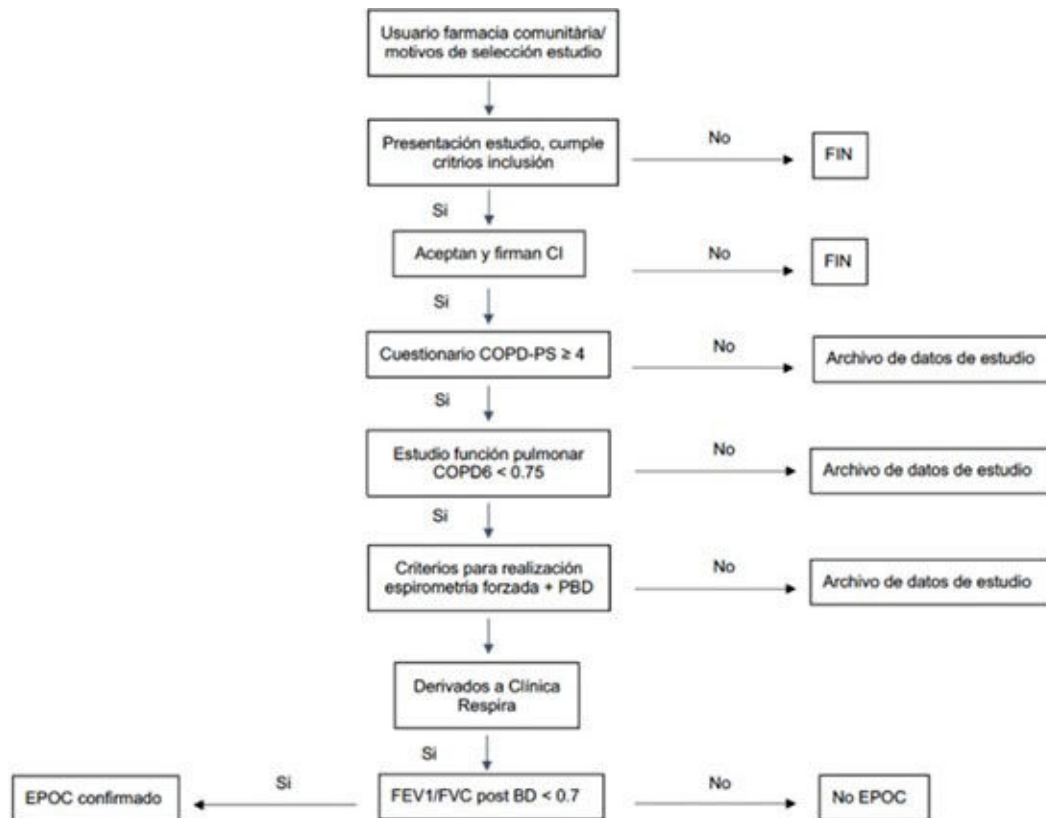 Usuario farmacia comunitària/
motivos de selección estudio
Presentación estudio, cumple
critrios inclusión
No
FIN
Si
Aceptan y firman CI
No
FIN
Si
Cuestionario COPD-PS ≥ 4
No
Archivo de datos de estudio
Si
Estudio función pulmonar
COPD6 < 0.75
No
Archivo de datos de estudio
Si
Criterios para realización
espirometria forzada + PBD
No
Archivo de datos de estudio
Derivados a Clínica
Respira
Si
EPOC confirmado
Si
FEV1/FVC post BD < 0.7
No
No EPOC